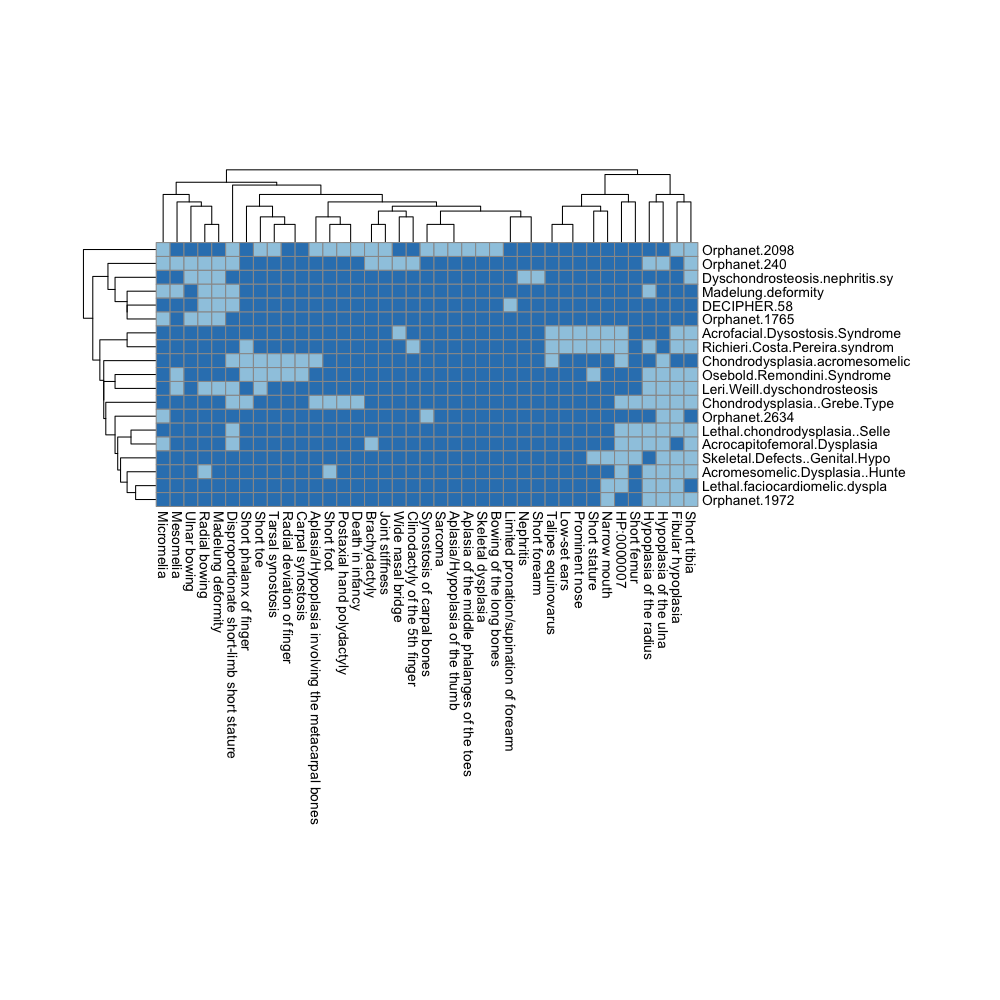 Orphanet.2098
Orphanet.240
Dyschondrosteosis.nephritis.sy
Madelung.deformity
DECIPHER.58
Orphanet.1765
Acrofacial.Dysostosis.Syndrome
Richieri.Costa.Pereira.syndrom
Chondrodysplasia.acromesomelic
Osebold.Remondini.Syndrome
Leri.Weill.dyschondrosteosis
Chondrodysplasia..Grebe.Type
Orphanet.2634
Lethal.chondrodysplasia..Selle
Acrocapitofemoral.Dysplasia
Skeletal.Defects..Genital.Hypo
Acromesomelic.Dysplasia..Hunte
Lethal.faciocardiomelic.dyspla
Orphanet.1972
Micromelia
Mesomelia
Ulnar bowing
Radial bowing
Madelung deformity
Disproportionate short-limb short stature
Short phalanx of finger
Short toe
Tarsal synostosis
Radial deviation of finger
Carpal synostosis
Aplasia/Hypoplasia involving the metacarpal bones
Short foot
Postaxial hand polydactyly
Death in infancy
Brachydactyly
Joint stiffness
Wide nasal bridge
Clinodactyly of the 5th finger
Synostosis of carpal bones
Sarcoma
Aplasia/Hypoplasia of the thumb
Aplasia of the middle phalanges of the toes
Skeletal dysplasia
Bowing of the long bones
Limited pronation/supination of forearm
Nephritis
Short forearm
Talipes equinovarus
Low-set ears
Prominent nose
Short stature
Narrow mouth
HP:0000007
Short femur
Hypoplasia of the radius
Hypoplasia of the ulna
Fibular hypoplasia
Short tibia